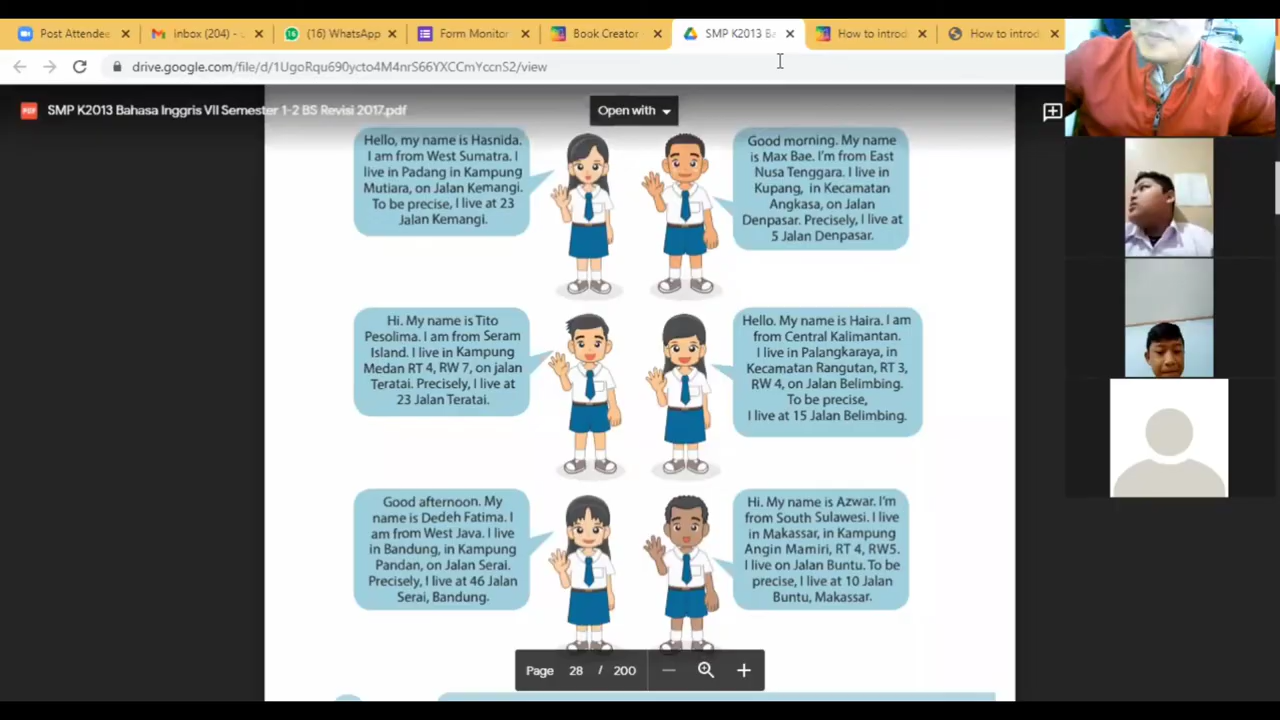 Post Attendee
inbox (204) -
(16) WhatsApp
Form Monitor
Book Creator
SMP K2013 Ba
How to introd
How to introd
drive.google.com/file/d/1UgoRqu690ycto4M4nrS66YXCCmYccnS2/view
SMP K2013 Bahasa Inggris VII Semester 1-2 BS Revisi 2017.pdf
Open with
Hello, my name is Hasnida.
I am from West Sumatra. I
live in Padang in Kampung
Mutiara, on Jalan Kemangi.
To be precise, I live at 23
Jalan Kemangi.
Good morning. My name
is Max Bae. I'm from East
Nusa Tenggara. I live in
Kupang, in Kecamatan
Angkasa, on Jalan
Denpasar. Precisely, I live at
5 Jalan Denpasar.
Hi. My name is Tito
Pesolima. I am from Seram
Island. I live in Kampung
Medan RT 4, RW 7, on jalan
Teratai. Precisely, I live at
23 Jalan Teratai.
Hello. My name is Haira. I am
from Central Kalimantan.
I live in Palangkaraya, in
Kecamatan Rangutan, RT 3,
RW 4, on Jalan Belimbing.
To be precise,
I live at 15 Jalan Belimbing.
Good afternoon. My
name is Dedeh Fatima. I
am from West Java. I live
in Bandung, in Kampung
Pandan, on Jalan Serai.
Precisely, I live at 46 Jalan
Serai, Bandung.
Hi. My name is Azwar. I'm
from South Sulawesi. I live
in Makassar, in Kampung
Angin Mamiri, RT 4, RW5.
I live on Jalan Buntu. To be
precise, I live at 10 Jalan
Buntu, Makassar.
Page 28 / 200